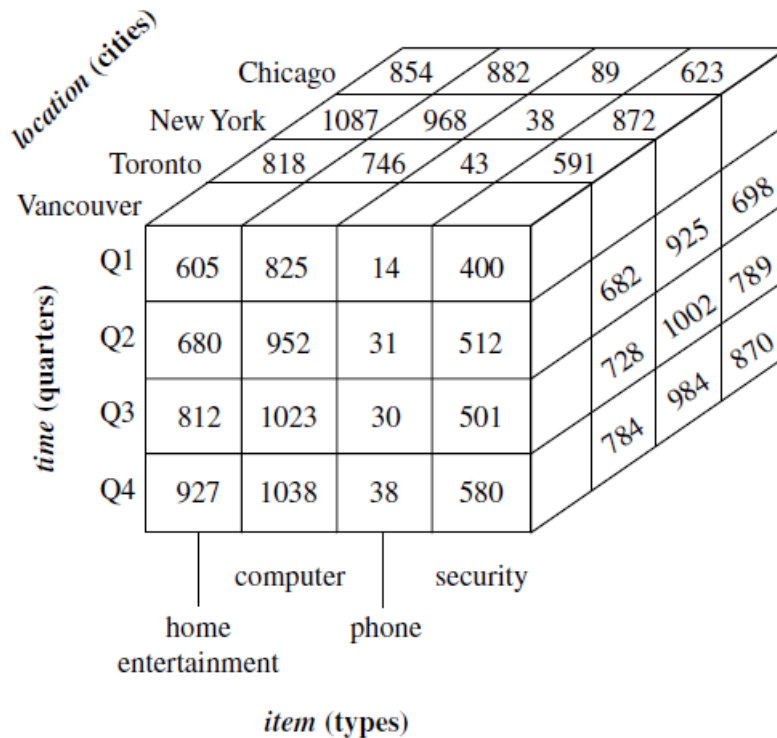 location (cities)
Chicago 854 882 89 623
New York 1087 968 38 872
Toronto 818 746 43 591
Vancouver
time (quarters)
Q1 605 825 14 400
Q2 680 952 31 512
Q3 812 1023 30 501
Q4 927 1038 38 580
682 925 698
728 1002 789
784 984 870
computer security
home phone
entertainment
item (types)